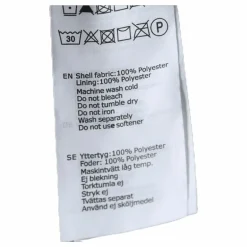 30 P
EN Shell fabric:100% Polyester
Lining:100% Polyester
Machine wash cold
Do not bleach
Do not tumble dry
Do not iron
Wash separately
Do not use softener
SE Yttertyg:100% Polyester
Foder: 100% Polyester
Maskintvätt låg temp.
Ej blekning
Torktumla ej
Stryk ej
Tvättas separat
Använd ej sköljmedel